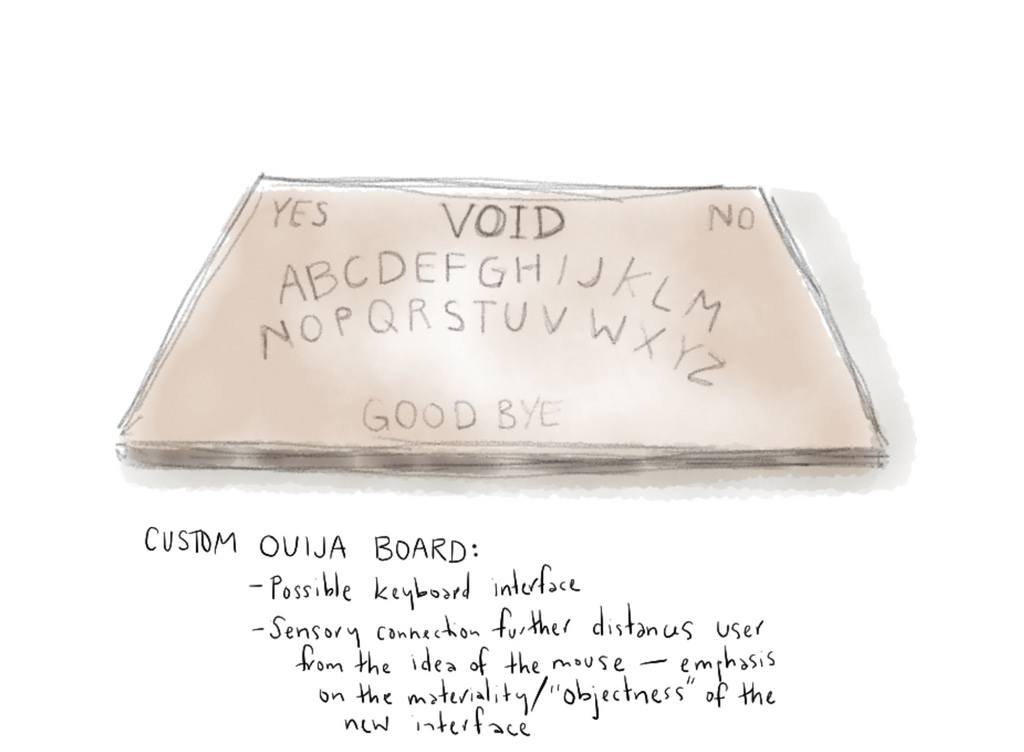 YES VOID NO
ABCDEFGHIJKLM
NOPQRSTUVWXYZ
GOOD BYE
CUSTOM OUIJA BOARD:
- Possible keyboard interface
- Sensory connection further distances user
from the idea of the mouse — emphasis
on the materiality/"objectness" of the
new interface